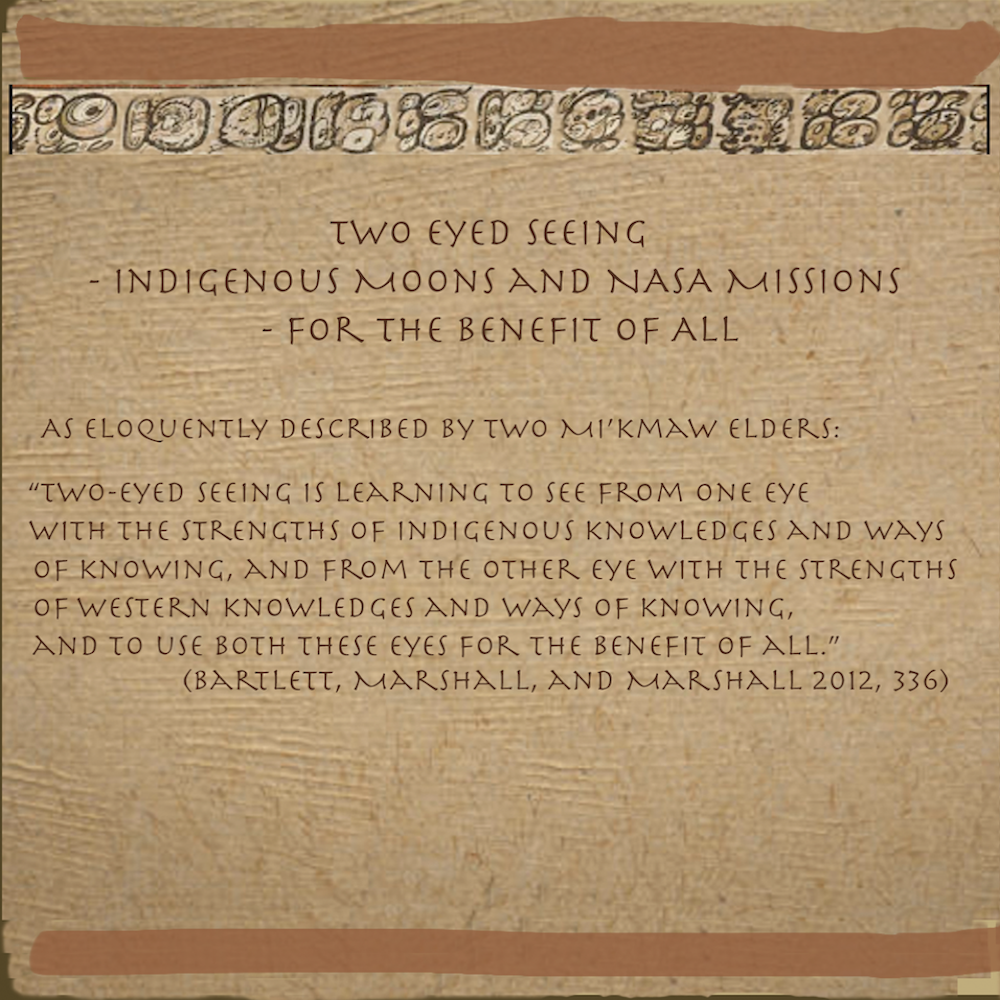 Two Eyed Seeing
- Indigenous Moons and NASA Missions
- For the Benefit of All
As eloquently described by two Mi'kmaw Elders:
“Two-Eyed Seeing is learning to see from one eye
with the strengths of Indigenous knowledges and ways
of knowing, and from the other eye with the strengths
of Western knowledges and ways of knowing,
and to use both these eyes for the benefit of all.”
(Bartlett, Marshall, and Marshall 2012, 336)